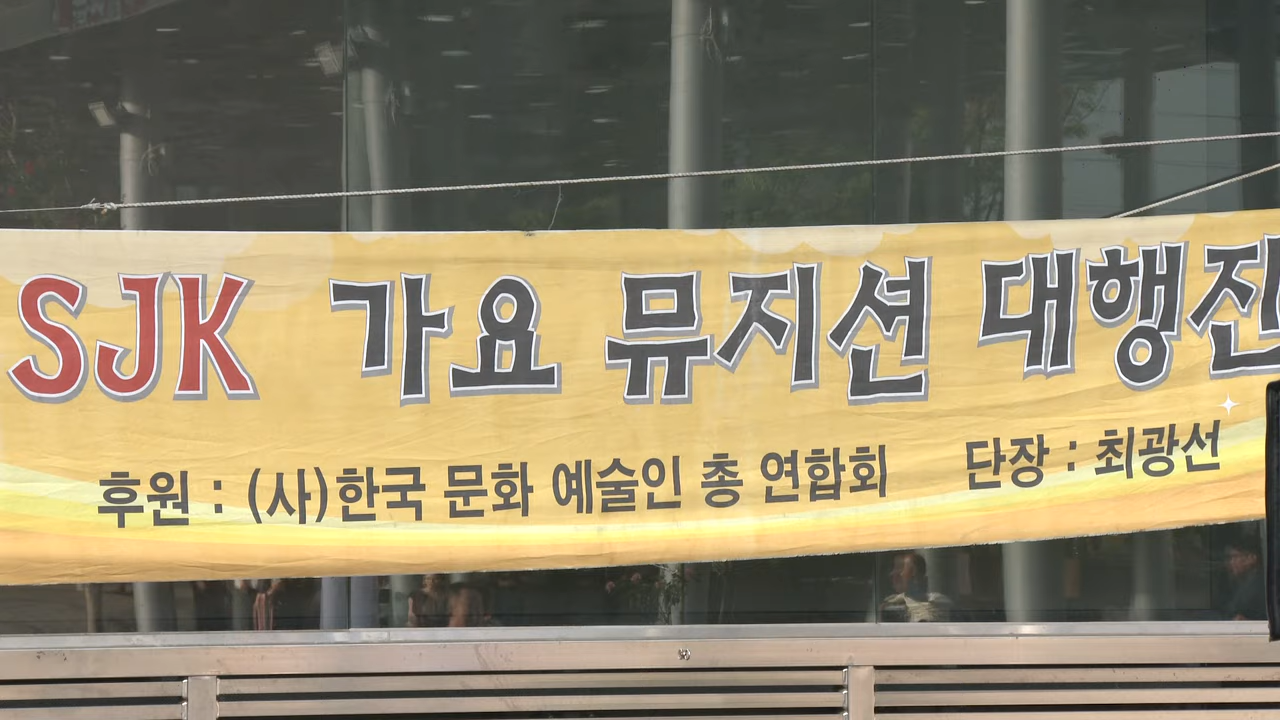 SJK 가요 뮤지션 대행진
후원 : (사)한국 문화 예술인 총 연합회 단장 : 최광선